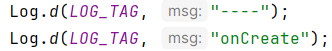 Log.d(LOG_TAG, msg: "----");
Log.d(LOG_TAG, msg: "onCreate");